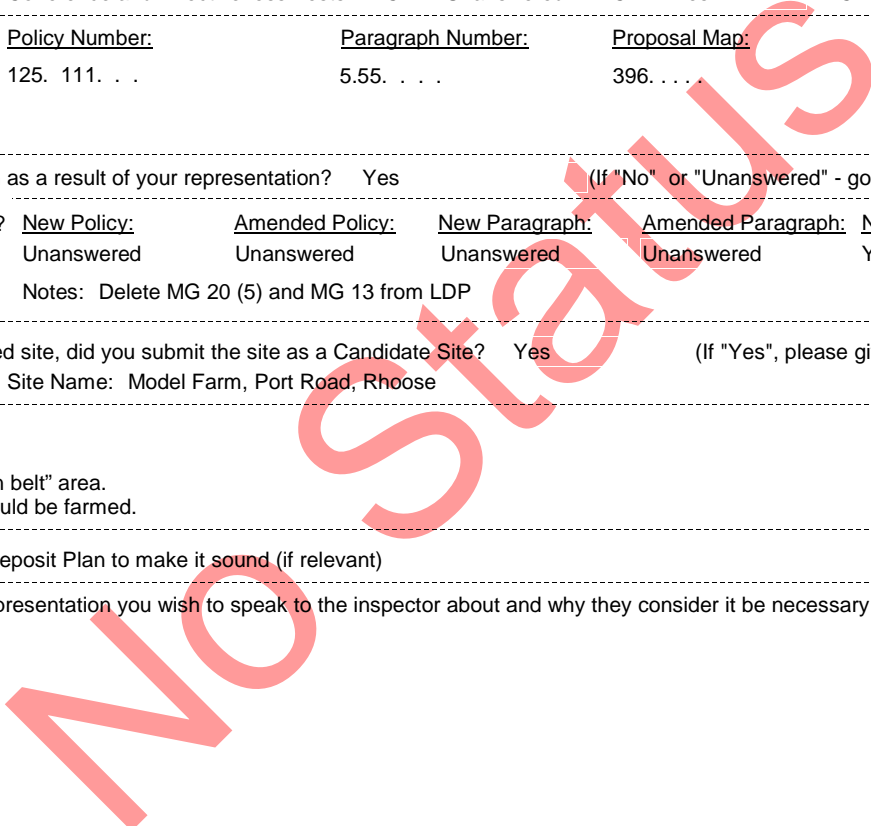 Policy Number: Paragraph Number: Proposal Map:
125. 111. . . 5.55. . . . 396. . . . .
as a result of your representation? Yes (If "No" or "Unanswered" - go
? New Policy: Amended Policy: New Paragraph: Amended Paragraph: N
Unanswered Unanswered Unanswered Unanswered Y
Notes: Delete MG 20 (5) and MG 13 from LDP
ed site, did you submit the site as a Candidate Site? Yes (If "Yes", please gi
Site Name: Model Farm, Port Road, Rhoose
n belt” area.
uld be farmed.
eposit Plan to make it sound (if relevant)
presentation you wish to speak to the inspector about and why they consider it be necessary
No Status